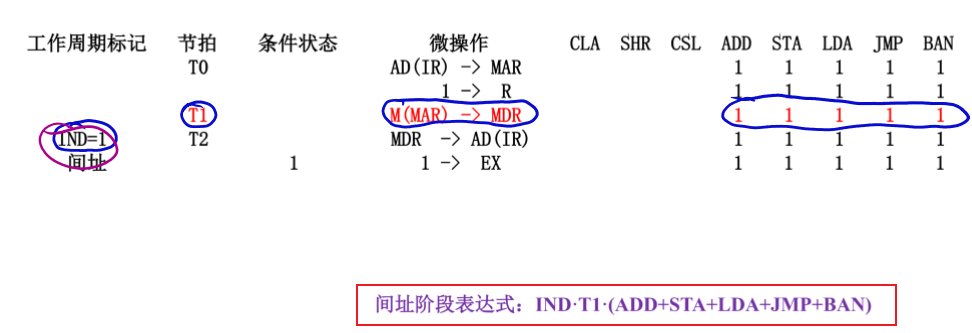 工作周期标记 节拍 条件状态 微操作 CLA SHR CSL ADD STA LDA JMP BAN
T0 AD(IR) -> MAR 1 1 1 1 1
1 -> R 1 1 1 1 1
T1 M(MAR) -> MDR 1 1 1 1 1
IND=1 T2 MDR -> AD(IR) 1 1 1 1 1
间址 1 1 -> EX 1 1 1 1 1
间址阶段表达式：IND·T1·(ADD+STA+LDA+JMP+BAN)